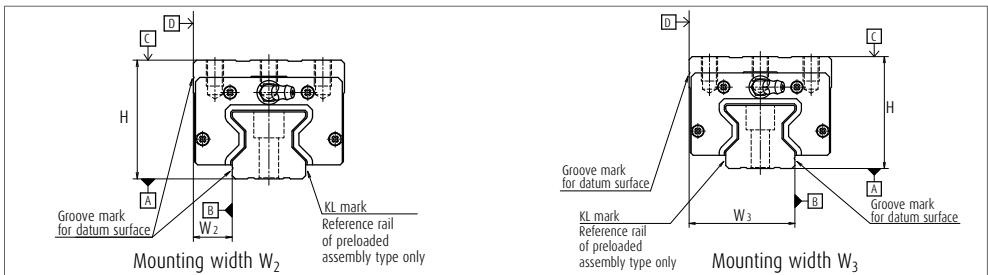 D
C
H
A
B
W2
Groove mark
for datum surface
KL mark
Reference rail
of preloaded
assembly type only
Mounting width W2
D
C
H
A
B
W3
Groove mark
for datum surface
KL mark
Reference rail
of preloaded
assembly type only
Groove mark
for datum surface
Mounting width W3